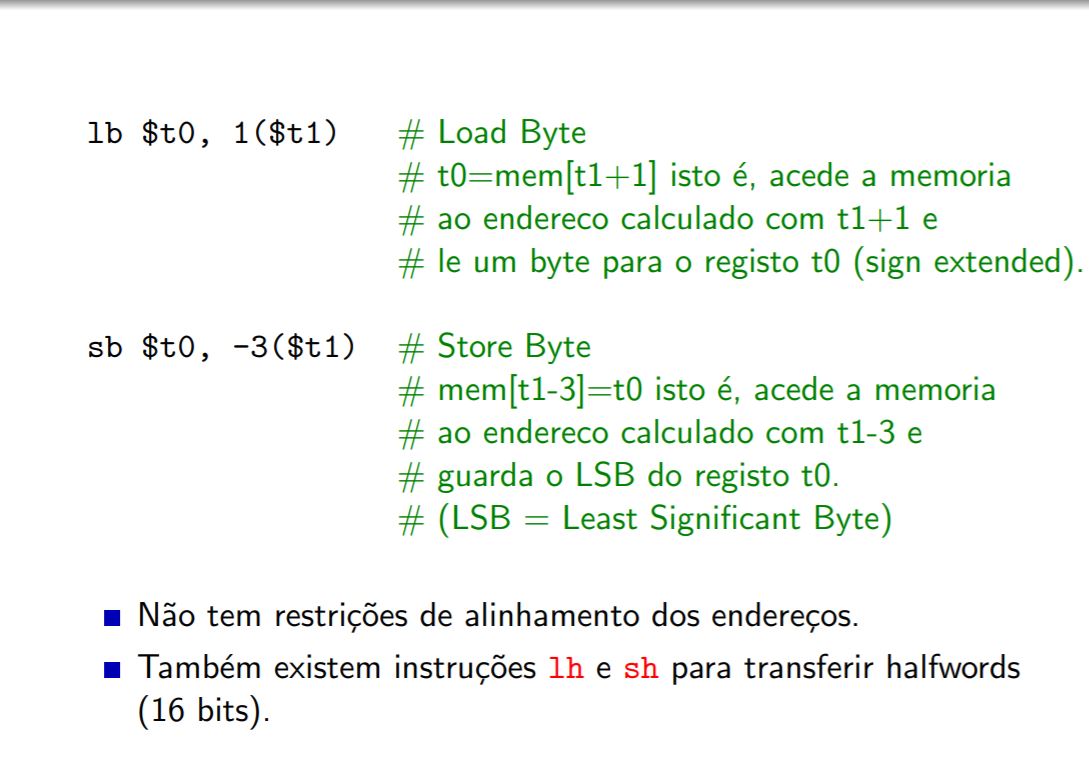 lb $t0, 1($t1) # Load Byte
# t0=mem[t1+1] isto é, acede a memoria
# ao endereco calculado com t1+1 e
# le um byte para o registo t0 (sign extended).
sb $t0, -3($t1) # Store Byte
# mem[t1-3]=t0 isto é, acede a memoria
# ao endereco calculado com t1-3 e
# guarda o LSB do registo t0.
# (LSB = Least Significant Byte)
Não tem restrições de alinhamento dos endereços.
Também existem instruções lh e sh para transferir halfwords
(16 bits).